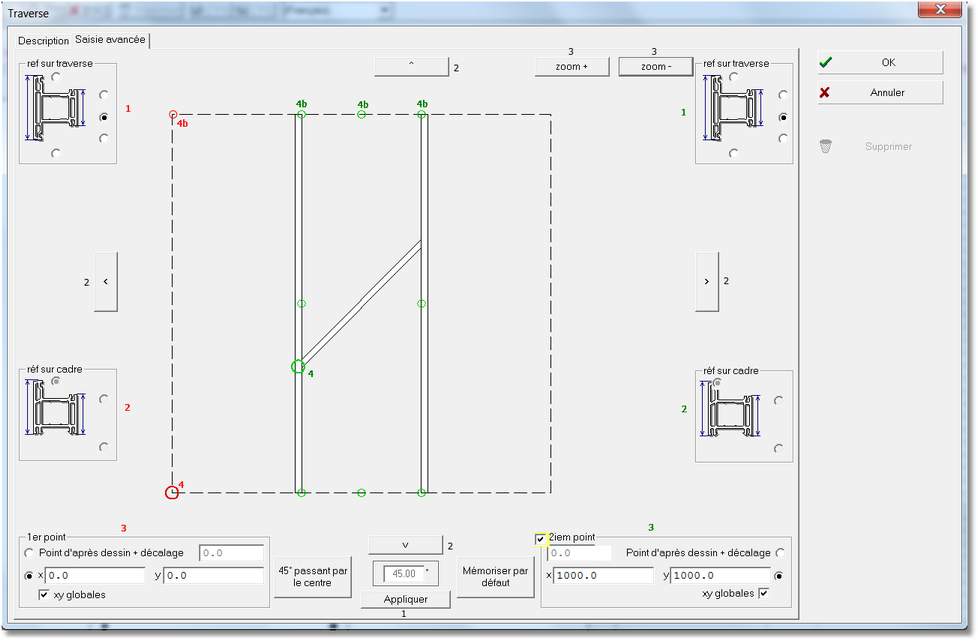 Traverse
Description Saisie avancée
réf sur traverse
1
^
2
3
zoom +
3
zoom -
réf sur traverse
1
OK
Annuler
Supprimer
4b
4b
4b
4b
2
<
>
2
4
réf sur cadre
2
réf sur cadre
2
4
3
1er point
Point d'après dessin + décalage 0.0
x 0.0 y 0.0
xy globales
45° passant par
le centre
v
2
45.00 °
Appliquer
1
Mémoriser par
défaut
3
2iem point
0.0 Point d'après dessin + décalage
x 1000.0 y 1000.0
xy globales